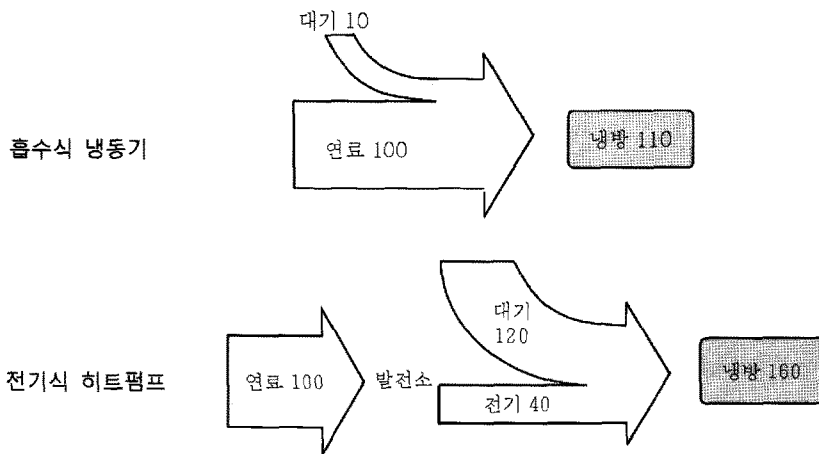 대기 10
흡수식 냉동기
연료 100
냉방 110
대기
120
전기식 히트펌프
연료 100
발전소
냉방 160
전기 40